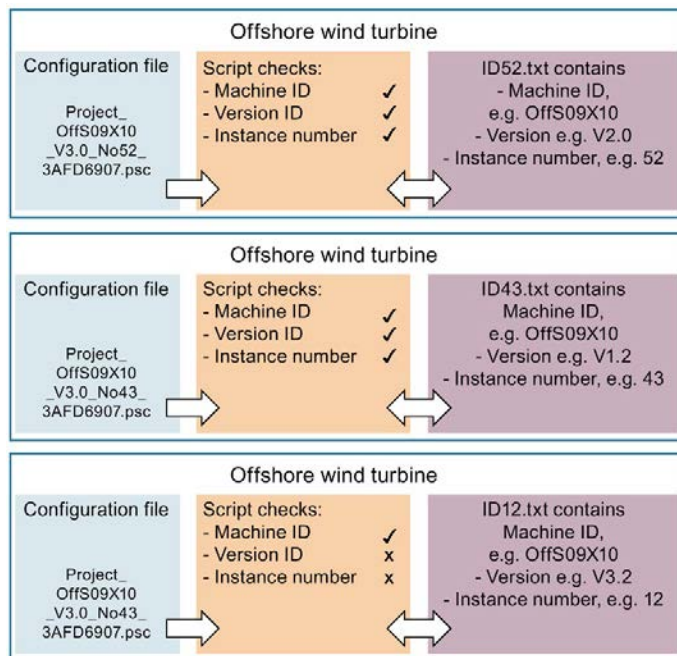 Offshore wind turbine
Configuration file
Project_
OffS09X10
_V3.0_No52_
3AFD6907.psc
Script checks:
- Machine ID ✓
- Version ID ✓
- Instance number ✓
ID52.txt contains
- Machine ID,
e.g. OffS09X10
- Version e.g. V2.0
- Instance number, e.g. 52
Offshore wind turbine
Configuration file
Project_
OffS09X10
_V3.0_No43_
3AFD6907.psc
Script checks:
- Machine ID ✓
- Version ID ✓
- Instance number ✓
ID43.txt contains
Machine ID,
e.g. OffS09X10
- Version e.g. V1.2
- Instance number, e.g. 43
Offshore wind turbine
Configuration file
Project_
OffS09X10
_V3.0_No43_
3AFD6907.psc
Script checks:
- Machine ID ✓
- Version ID x
- Instance number x
ID12.txt contains
Machine ID,
e.g. OffS09X10
- Version e.g. V3.2
- Instance number, e.g. 12